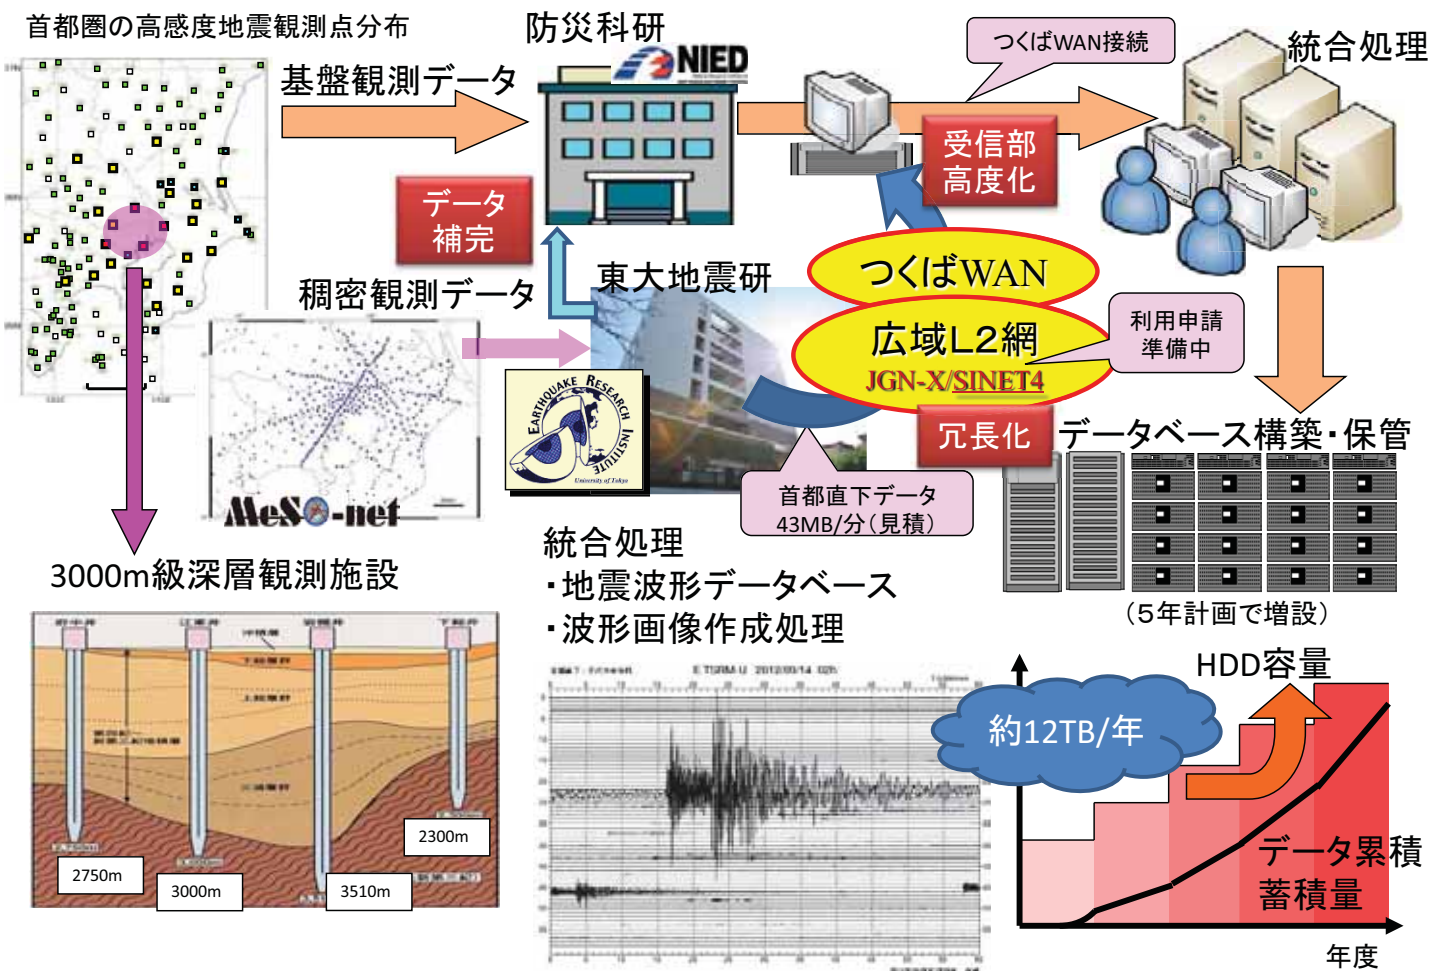 首都圏の高感度地震観測点分布
防災科研
NIED
つくばWAN接続
統合処理
基盤観測データ
受信部
高度化
データ
補完
稠密観測データ
東大地震研
つくばWAN
広域L2網
JGN-X/SINET4
利用申請
準備中
EARTHQUAKE RESEARCH INSTITUTE
University of Tokyo
MeSO-net
冗長化
データベース構築・保管
首都直下データ
43MB/分(見積)
(5年計画で増設)
3000m級深層観測施設
2750m
3000m
3510m
2300m
統合処理
・地震波形データベース
・波形画像作成処理
HDD容量
約12TB/年
データ累積
蓄積量
年度